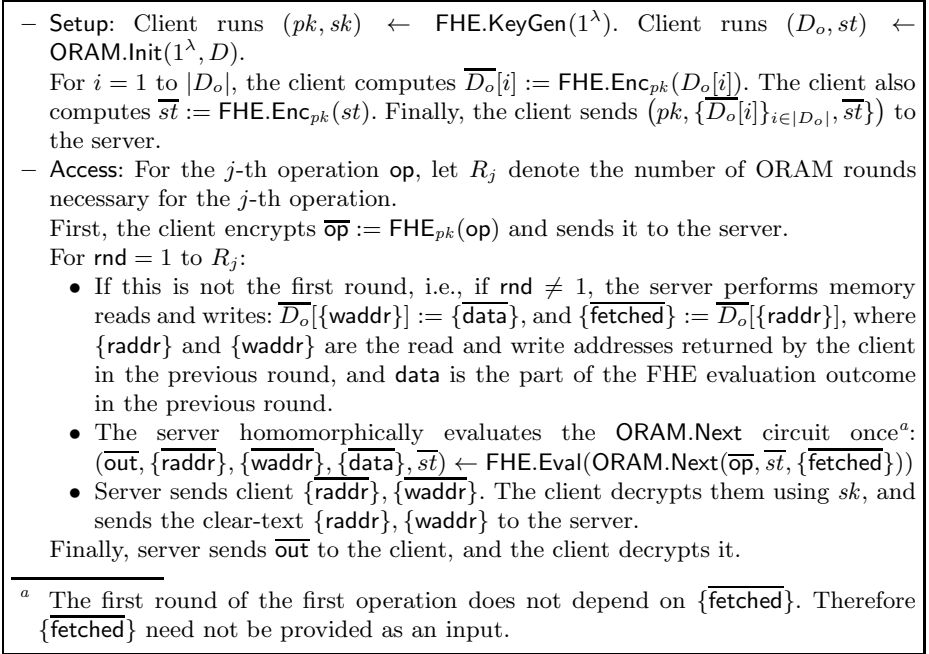 – Setup: Client runs (pk, sk) ← FHE.KeyGen(1^λ). Client runs (D_o, st) ←
ORAM.Init(1^λ, D).
For i = 1 to |D_o|, the client computes \overline{D_o}[i] := FHE.Enc_{pk}(D_o[i]). The client also
computes \overline{st} := FHE.Enc_{pk}(st). Finally, the client sends (pk, {\overline{D_o}[i]}_{i∈|D_o|}, \overline{st}}) to
the server.
– Access: For the j-th operation op, let R_j denote the number of ORAM rounds
necessary for the j-th operation.
First, the client encrypts \overline{op} := FHE_{pk}(op) and sends it to the server.
For rnd = 1 to R_j:
• If this is not the first round, i.e., if rnd ≠ 1, the server performs memory
reads and writes: \overline{D_o}[{waddr}] := {\overline{data}}, and {\overline{fetched}} := \overline{D_o}[{raddr}], where
{raddr} and {waddr} are the read and write addresses returned by the client
in the previous round, and data is the part of the FHE evaluation outcome
in the previous round.
• The server homomorphically evaluates the ORAM.Next circuit once^a:
(\overline{out}, {\overline{raddr}}, {\overline{waddr}}, {\overline{data}}, \overline{st}) ← FHE.Eval(ORAM.Next(\overline{op}, \overline{st}, {\overline{fetched}}))
• Server sends client {\overline{raddr}}, {\overline{waddr}}. The client decrypts them using sk, and
sends the clear-text {raddr}, {waddr} to the server.
Finally, server sends \overline{out} to the client, and the client decrypts it.
^a The first round of the first operation does not depend on {\overline{fetched}}. Therefore
{\overline{fetched}} need not be provided as an input.